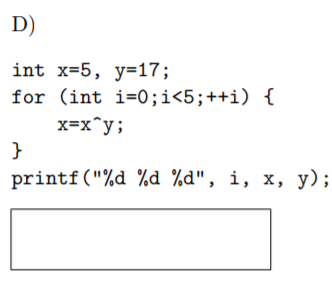 D)
int x=5, y=17;
for (int i=0;i<5;++i) {
x=x^y;
}
printf("%d %d %d", i, x, y);